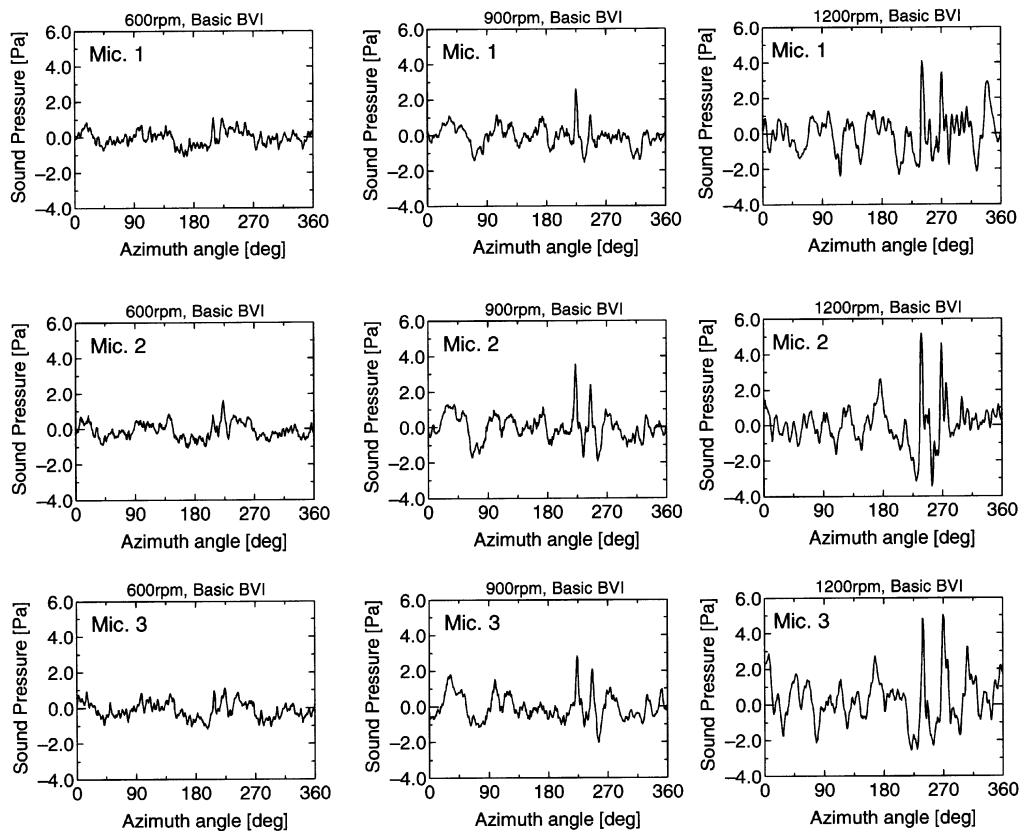 600rpm, Basic BVI
Sound Pressure [Pa]
6.0
4.0
2.0
0.0
−2.0
−4.0
Mic. 1
0 90 180 270 360
Azimuth angle [deg]
900rpm, Basic BVI
Sound Pressure [Pa]
6.0
4.0
2.0
0.0
−2.0
−4.0
Mic. 1
0 90 180 270 360
Azimuth angle [deg]
1200rpm, Basic BVI
Sound Pressure [Pa]
6.0
4.0
2.0
0.0
−2.0
−4.0
Mic. 1
0 90 180 270 360
Azimuth angle [deg]
600rpm, Basic BVI
Sound Pressure [Pa]
6.0
4.0
2.0
0.0
−2.0
−4.0
Mic. 2
0 90 180 270 360
Azimuth angle [deg]
900rpm, Basic BVI
Sound Pressure [Pa]
6.0
4.0
2.0
0.0
−2.0
−4.0
Mic. 2
0 90 180 270 360
Azimuth angle [deg]
1200rpm, Basic BVI
Sound Pressure [Pa]
6.0
4.0
2.0
0.0
−2.0
−4.0
Mic. 2
0 90 180 270 360
Azimuth angle [deg]
600rpm, Basic BVI
Sound Pressure [Pa]
6.0
4.0
2.0
0.0
−2.0
−4.0
Mic. 3
0 90 180 270 360
Azimuth angle [deg]
900rpm, Basic BVI
Sound Pressure [Pa]
6.0
4.0
2.0
0.0
−2.0
−4.0
Mic. 3
0 90 180 270 360
Azimuth angle [deg]
1200rpm, Basic BVI
Sound Pressure [Pa]
6.0
4.0
2.0
0.0
−2.0
−4.0
Mic. 3
0 90 180 270 360
Azimuth angle [deg]